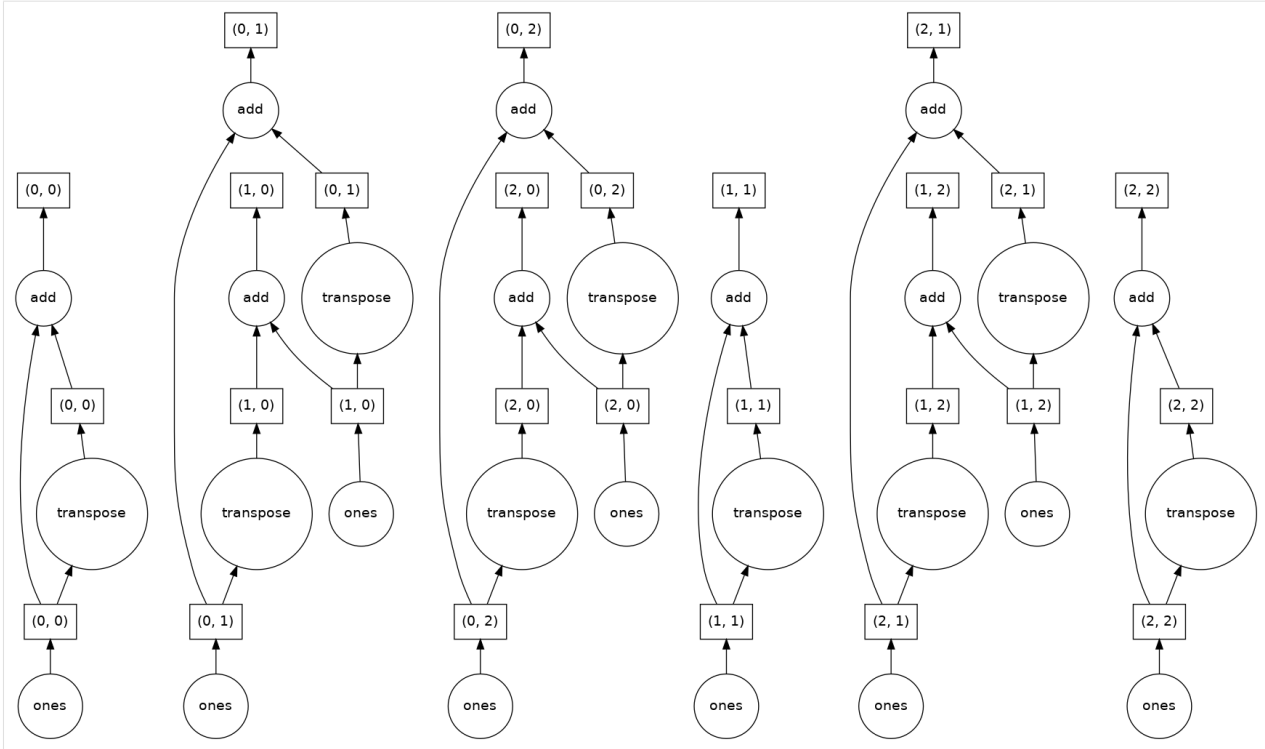 (0, 1)
(0, 2)
(2, 1)
add
add
add
(0, 0)
(1, 0)
(0, 1)
(2, 0)
(0, 2)
(1, 1)
(1, 2)
(2, 1)
(2, 2)
add
add
transpose
add
transpose
add
add
transpose
add
(0, 0)
(1, 0)
(1, 0)
(2, 0)
(2, 0)
(1, 1)
(1, 2)
(1, 2)
(2, 2)
transpose
transpose
ones
transpose
ones
transpose
transpose
ones
transpose
(0, 0)
(0, 1)
(0, 2)
(1, 1)
(2, 1)
(2, 2)
ones
ones
ones
ones
ones
ones